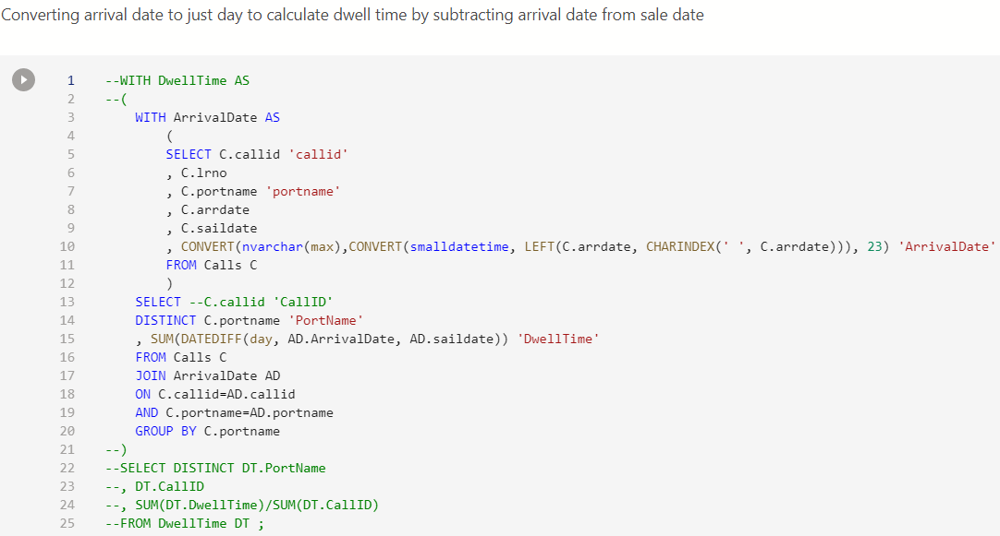 Converting arrival date to just day to calculate dwell time by subtracting arrival date from sale date
1 --WITH DwellTime AS
2 --(
3 WITH ArrivalDate AS
4 (
5 SELECT C.callid 'callid'
6 , C.lrno
7 , C.portname 'portname'
8 , C.arrdate
9 , C.saildate
10 , CONVERT(nvarchar(max),CONVERT(smalldatetime, LEFT(C.arrdate, CHARINDEX(' ', C.arrdate))), 23) 'ArrivalDate'
11 FROM Calls C
12 )
13 SELECT --C.callid 'CallID'
14 DISTINCT C.portname 'PortName'
15 , SUM(DATEDIFF(day, AD.ArrivalDate, AD.saildate)) 'DwellTime'
16 FROM Calls C
17 JOIN ArrivalDate AD
18 ON C.callid=AD.callid
19 AND C.portname=AD.portname
20 GROUP BY C.portname
21 --)
22 --SELECT DISTINCT DT.PortName
23 --, DT.CallID
24 --, SUM(DT.DwellTime)/SUM(DT.CallID)
25 --FROM DwellTime DT ;